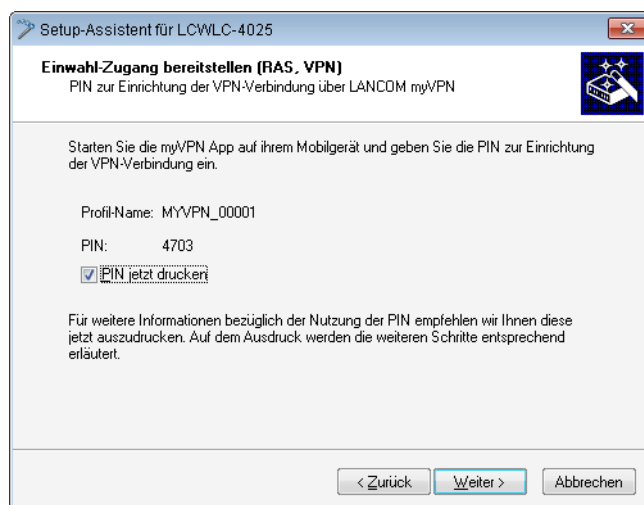 Setup-Assistent für LCWLC-4025
Einwahl-Zugang bereitstellen (RAS, VPN)
PIN zur Einrichtung der VPN-Verbindung über LANCOM myVPN
Starten Sie die myVPN App auf ihrem Mobilgerät und geben Sie die PIN zur Einrichtung
der VPN-Verbindung ein.
Profil-Name: MYVPN_00001
PIN: 4703
PIN jetzt drucken
Für weitere Informationen bezüglich der Nutzung der PIN empfehlen wir Ihnen diese
jetzt auszudrucken. Auf dem Ausdruck werden die weiteren Schritte entsprechend
erläutert.
< Zurück Weiter > Abbrechen